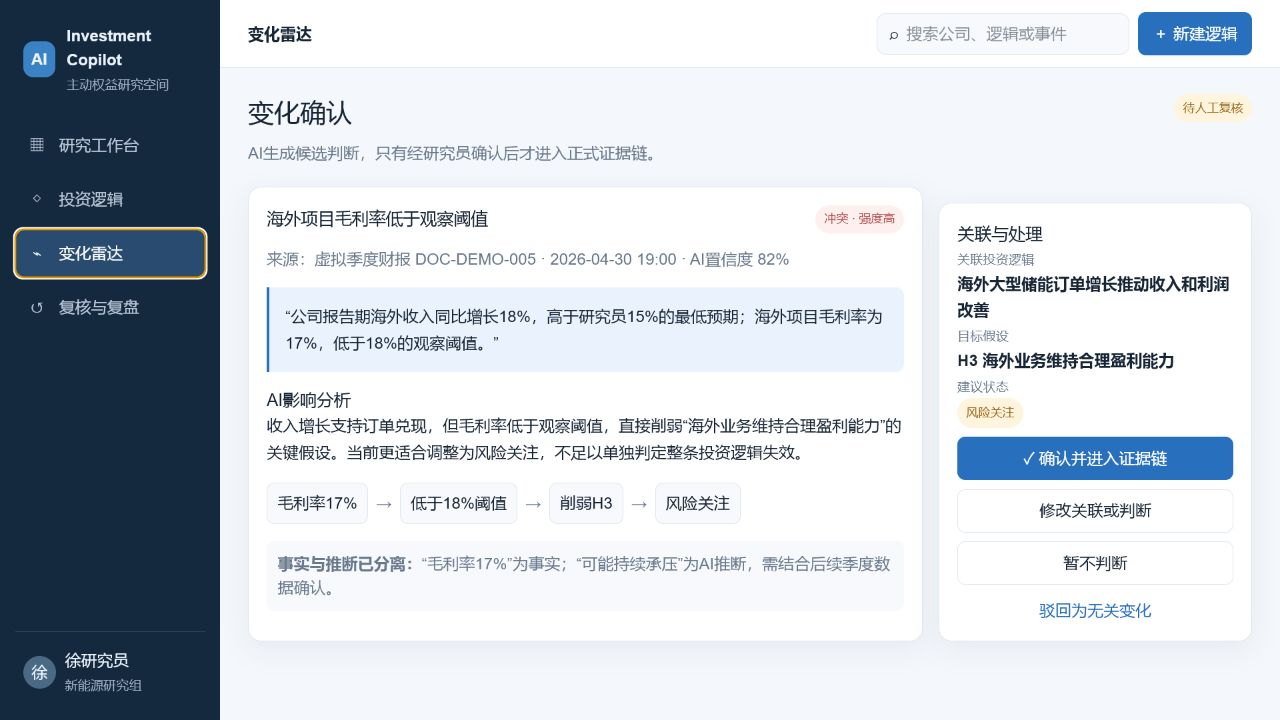 AI
Investment
Copilot
主动权益研究空间
研究工作台
投资逻辑
变化雷达
复核与复盘
徐
徐研究员
新能源研究组
变化雷达
搜索公司、逻辑或事件
+ 新建逻辑
变化确认
待人工复核
AI生成候选判断，只有经研究员确认后才进入正式证据链。
海外项目毛利率低于观察阈值
冲突 · 强度高
来源：虚拟季度财报 DOC-DEMO-005 · 2026-04-30 19:00 · AI置信度 82%
“公司报告期海外收入同比增长18%，高于研究员15%的最低预期；海外项目毛利率为
17%，低于18%的观察阈值。”
AI影响分析
收入增长支持订单兑现，但毛利率低于观察阈值，直接削弱“海外业务维持合理盈利能力”的
关键假设。当前更适合调整为风险关注，不足以单独判定整条投资逻辑失效。
毛利率17% → 低于18%阈值 → 削弱H3 → 风险关注
事实与推断已分离：“毛利率17%”为事实；“可能持续承压”为AI推断，需结合后续季度数
据确认。
关联与处理
关联投资逻辑
海外大型储能订单增长推动收入和利润
改善
目标假设
H3 海外业务维持合理盈利能力
建议状态
风险关注
✓ 确认并进入证据链
修改关联或判断
暂不判断
驳回为无关变化